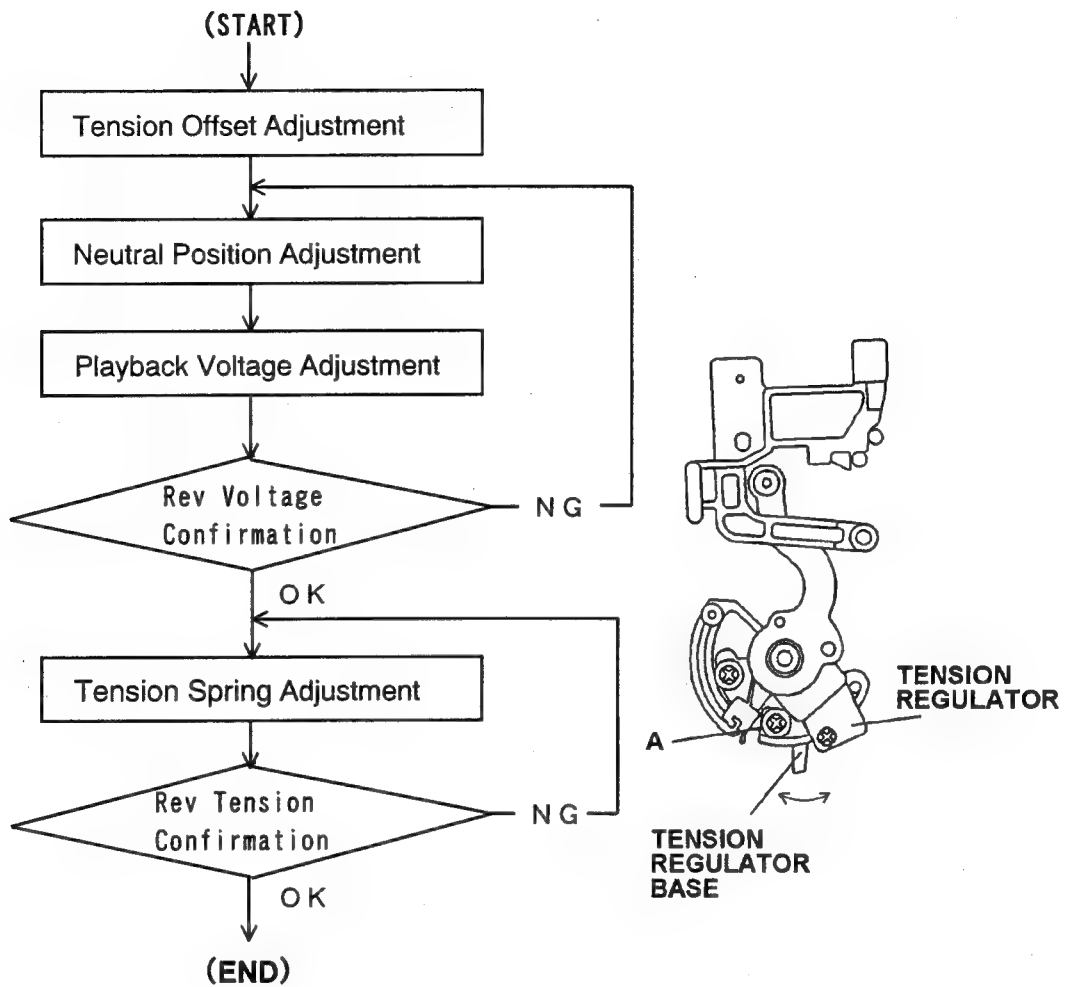 (START)
Tension Offset Adjustment
Neutral Position Adjustment
Playback Voltage Adjustment
Rev Voltage
Confirmation
NG
OK
Tension Spring Adjustment
Rev Tension
Confirmation
NG
OK
(END)
TENSION
REGULATOR
A
TENSION
REGULATOR
BASE